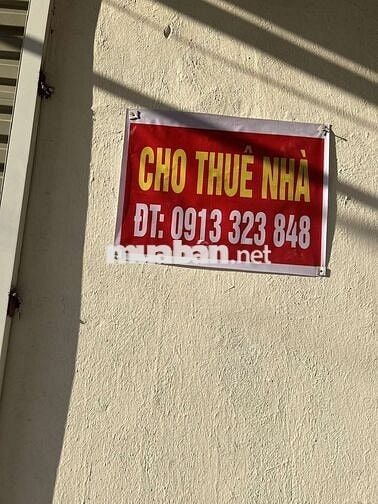 CHO THUÊ NHÀ
ĐT: 0913 323 848
muaban.net